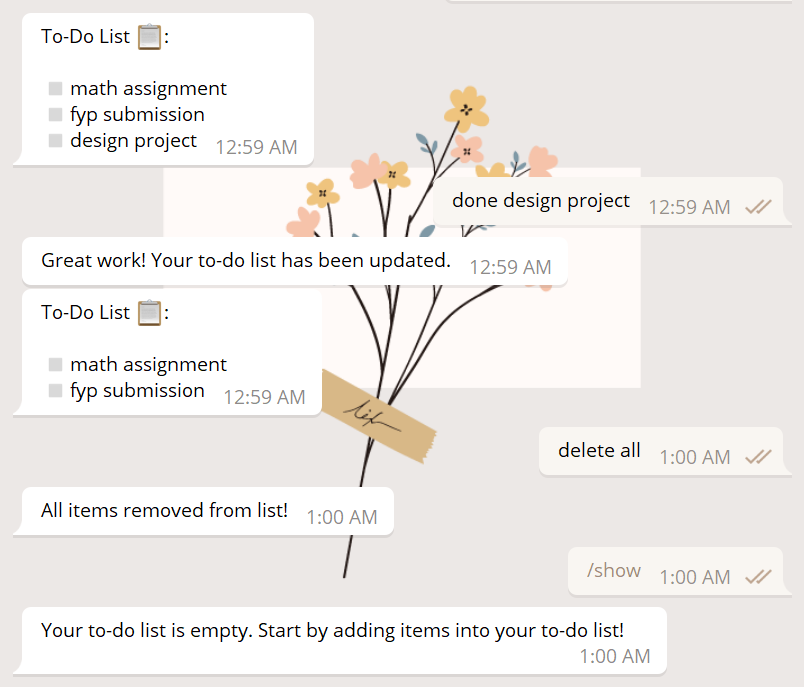 To-Do List 📋:
math assignment
fyp submission
design project 12:59 AM
done design project 12:59 AM
Great work! Your to-do list has been updated. 12:59 AM
To-Do List 📋:
math assignment
fyp submission 12:59 AM
delete all 1:00 AM
All items removed from list! 1:00 AM
/show 1:00 AM
Your to-do list is empty. Start by adding items into your to-do list!
1:00 AM